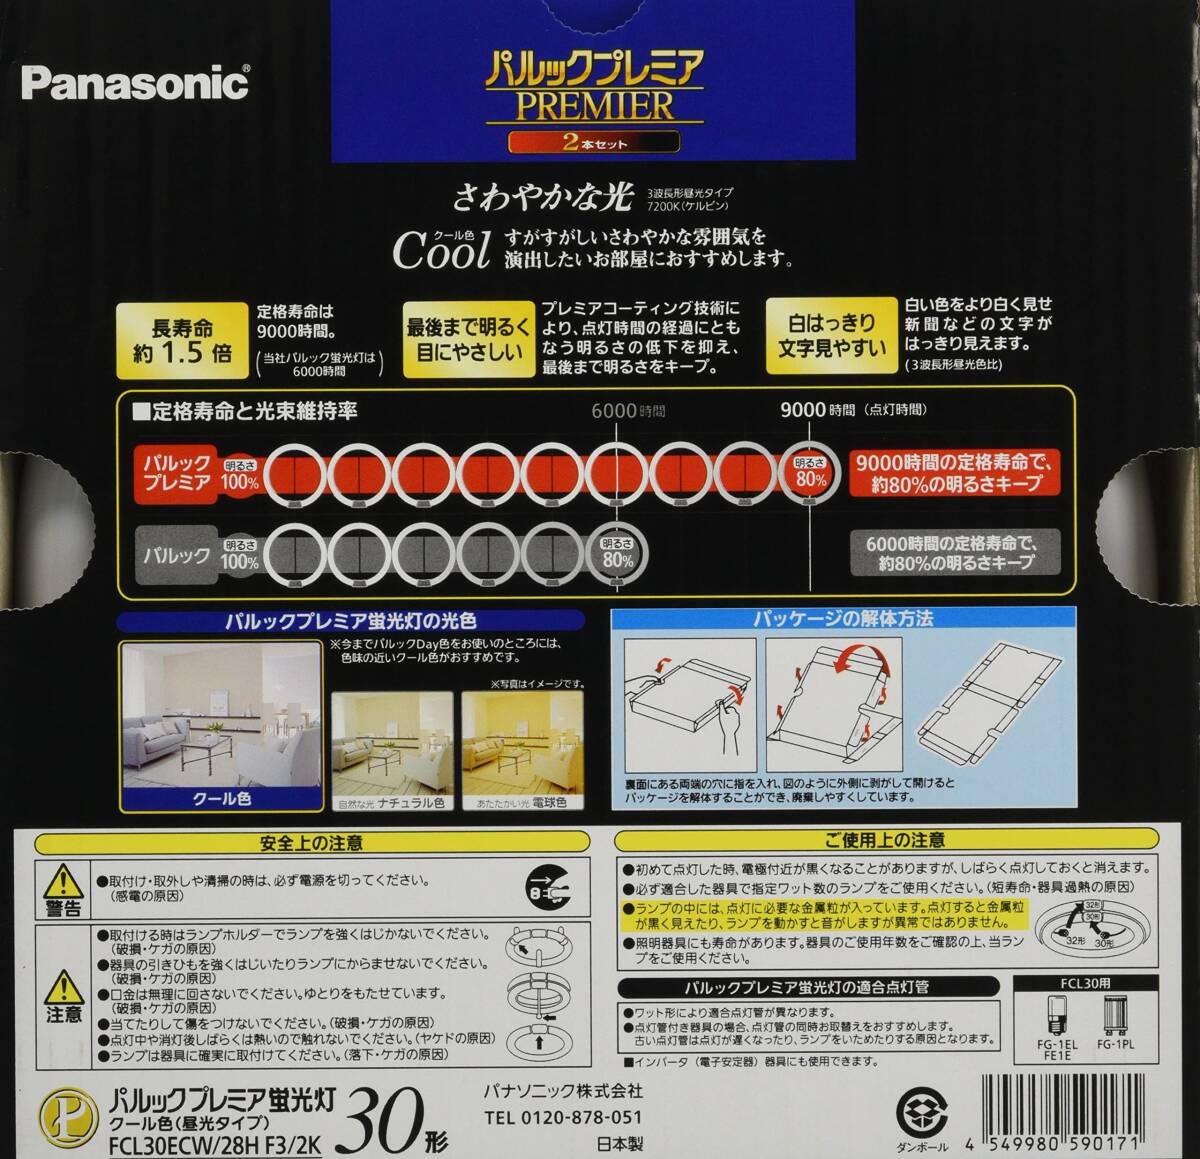 Panasonic®
パルックプレミア
PREMIER
2本セット
さわやかな光 3波長形昼光タイプ
7200K(ケルビン)
クール色
Cool すがすがしいさわやかな雰囲気を
演出したいお部屋におすすめします。
長寿命
約1.5倍
定格寿命は
9000時間。
(当社パルック蛍光灯は
6000時間)
最後まで明るく
目にやさしい
プレミアコーティング技術に
より、点灯時間の経過にとも
なう明るさの低下を抑え、
最後まで明るさをキープ。
白はっきり
文字見やすい
白い色をより白く見せ
新聞などの文字が
はっきり見えます。
(3波長形昼光色比)
■定格寿命と光束維持率
6000時間
9000時間(点灯時間)
パルック
プレミア
明るさ
100%
明るさ
80%
9000時間の定格寿命で、
約80%の明るさキープ
パルック
明るさ
100%
明るさ
80%
6000時間の定格寿命で、
約80%の明るさキープ
パルックプレミア蛍光灯の光色
※今までパルックDay色をお使いのところには、
色味の近いクール色がおすすめです。
※写真はイメージです。
クール色
自然な光 ナチュラル色
あたたかい光 電球色
パッケージの解体方法
裏面にある両端の穴に指を入れ、図のように外側に剥がして開けると
パッケージを解体することができ、廃棄しやすくしています。
安全上の注意
警告
●取付け・取外しや清掃の時は、必ず電源を切ってください。
(感電の原因)
注意
●取付ける時はランプホルダーでランプを強くはじかないでください。
(破損・ケガの原因)
●器具の引きひもを強くはじいたりランプにからませないでください。
(破損・ケガの原因)
●口金は無理に回さないでください。ゆとりをもたせています。
(破損・ケガの原因)
●当てたりして傷をつけないでください。(破損・ケガの原因)
●点灯中や消灯後しばらくは熱いので触れないでください。(ヤケドの原因)
●ランプは器具に確実に取付けてください。(落下・ケガの原因)
ご使用上の注意
●初めて点灯した時、電極付近が黒くなることがありますが、しばらく点灯しておくと消えます。
●必ず適合した器具で指定ワット数のランプをご使用ください。(短寿命・器具過熱の原因)
●ランプの中には、点灯に必要な金属粒が入っています。点灯すると金属粒
が黒く見えたり、ランプを動かすと音がしますが異常ではありません。
●照明器具にも寿命があります。器具のご使用年数をご確認の上、当ラン
プをご使用ください。
32形
30形
32形 30形
パルックプレミア蛍光灯の適合点灯管
●ワット形により適合点灯管が異なります。
●点灯管付き器具の場合、点灯管の同時お取替えをおすすめします。
古い点灯管は点灯が遅くなったり、ランプをいためたりする原因となります。
■インバータ(電子安定器)器具にも使用できます。
FCL30用
FG-1EL
FE1E
FG-1PL
P
パルックプレミア蛍光灯
クール色(昼光タイプ)
FCL30ECW/28H F3/2K
30形
パナソニック株式会社
TEL 0120-878-051
日本製
ダンボール
4 549980 590171